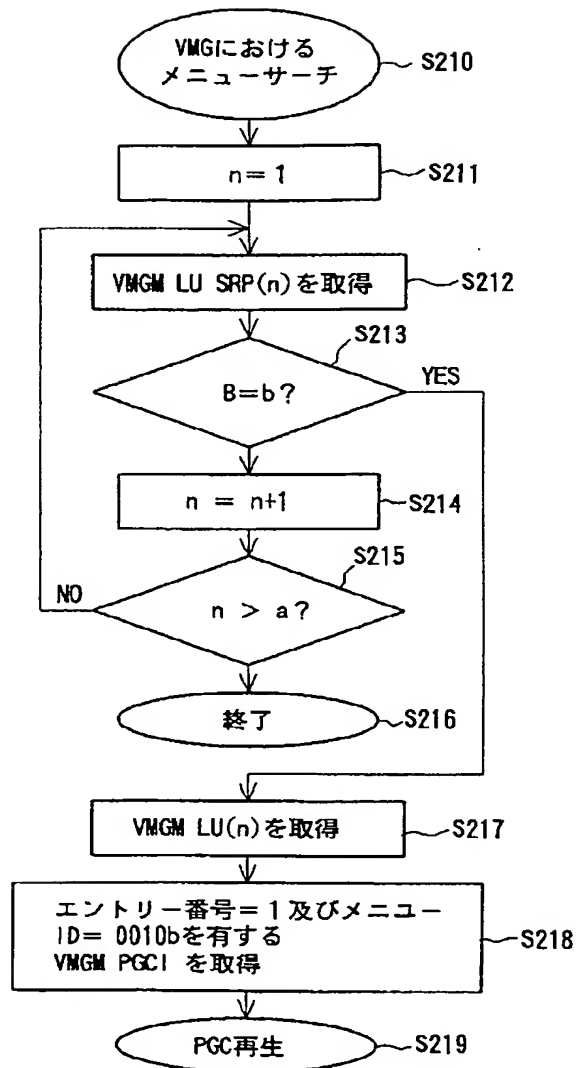 VMGにおける
メニューサーチ
S210
n= 1
S211
VMGM LU SRP(n)を取得
S212
S213
B=b?
YES
n = n+1
S214
S215
NO
n > a?
終了
S216
VMGM LU(n)を取得
S217
エントリー番号=1及びメニユー
ID= 0010bを有する
VMGM PGCI を取得
S218
PGC再生
S219